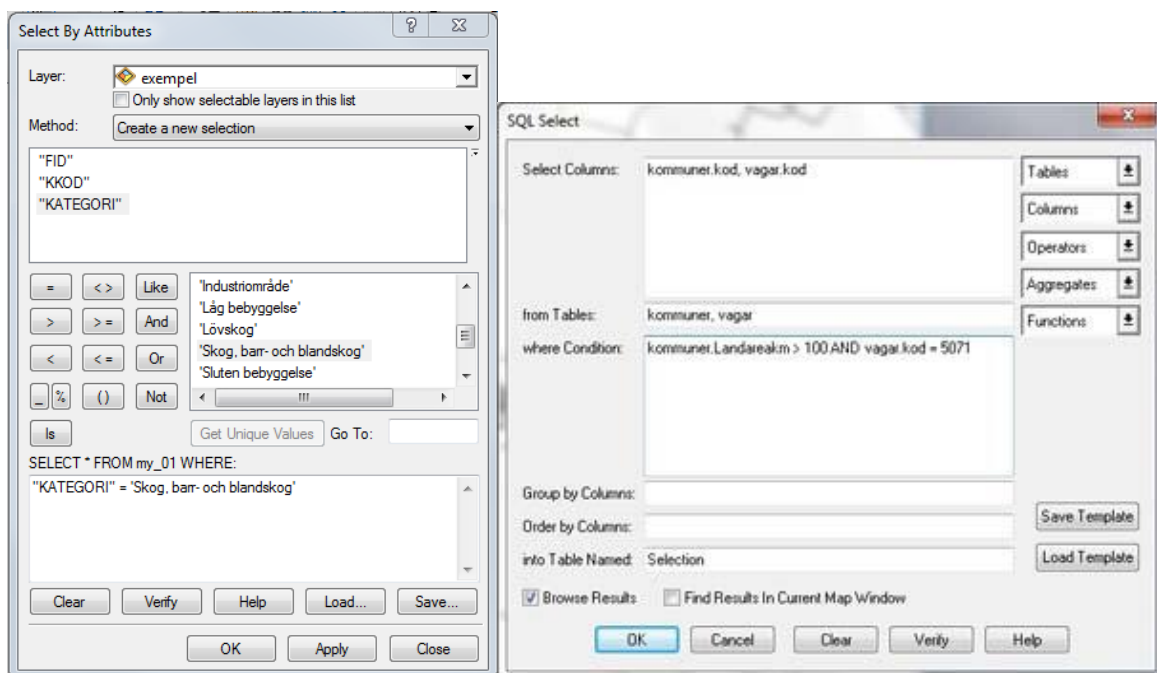 Select By Attributes
Layer: exempel
Only show selectable layers in this list
Method: Create a new selection
"FID"
"KKOD"
"KATEGORI"
= < > Like
> > = And
< < = Or
_ % ( ) Not
Is
'Industriområde'
'Låg bebyggelse'
'Lövskog'
'Skog, barr- och blandskog'
'Sluten bebyggelse'
Get Unique Values Go To:
SELECT * FROM my_01 WHERE:
"KATEGORI" = 'Skog, barr- och blandskog'
Clear Verify Help Load... Save...
OK Apply Close
SQL Select
Select Columns: kommuner.kod, vagar.kod
Tables
Columns
Operators
Aggregates
Functions
from Tables: kommuner, vagar
where Condition: kommuner.Landareakm > 100 AND vagar.kod = 5071
Group by Columns:
Order by Columns:
into Table Named: Selection
Save Template
Load Template
Browse Results Find Results In Current Map Window
OK Cancel Clear Verify Help